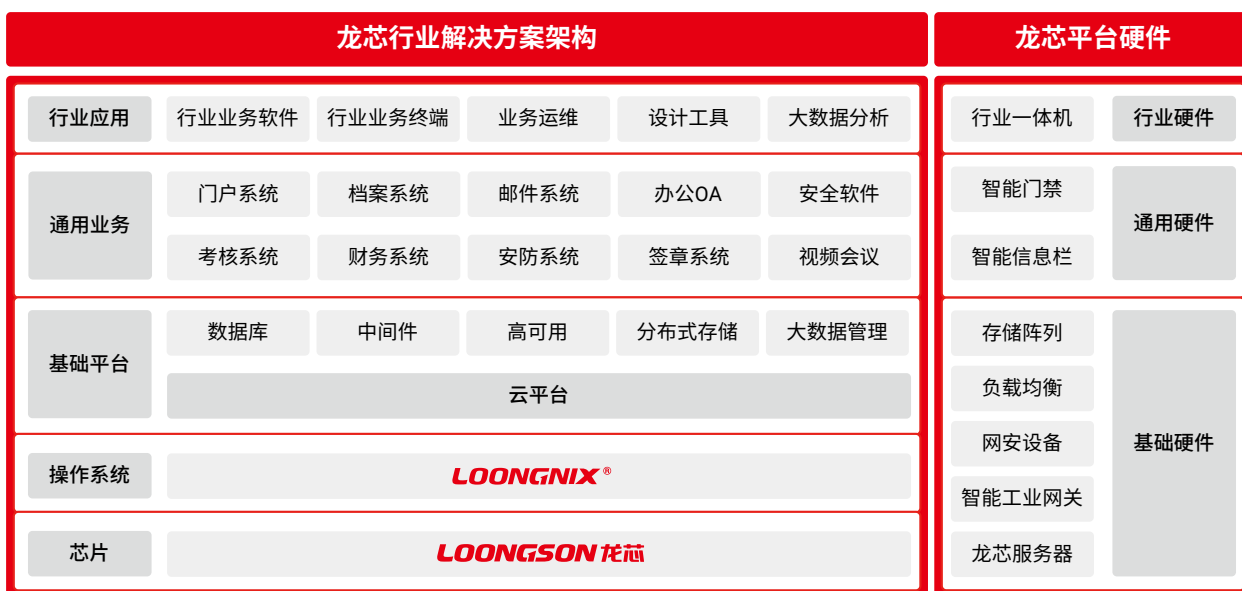 龙芯行业解决方案架构
行业应用 行业业务软件 行业业务终端 业务运维 设计工具 大数据分析
通用业务
门户系统 档案系统 邮件系统 办公OA 安全软件
考核系统 财务系统 安防系统 签章系统 视频会议
基础平台
数据库 中间件 高可用 分布式存储 大数据管理
云平台
操作系统 LOONGNIX®
芯片 LOONGSON龙芯
龙芯平台硬件
行业一体机 行业硬件
智能门禁
智能信息栏
通用硬件
存储阵列
负载均衡
网安设备
智能工业网关
龙芯服务器
基础硬件